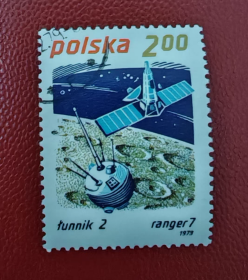 polska 2.00
łunnik 2 ranger 7
1979